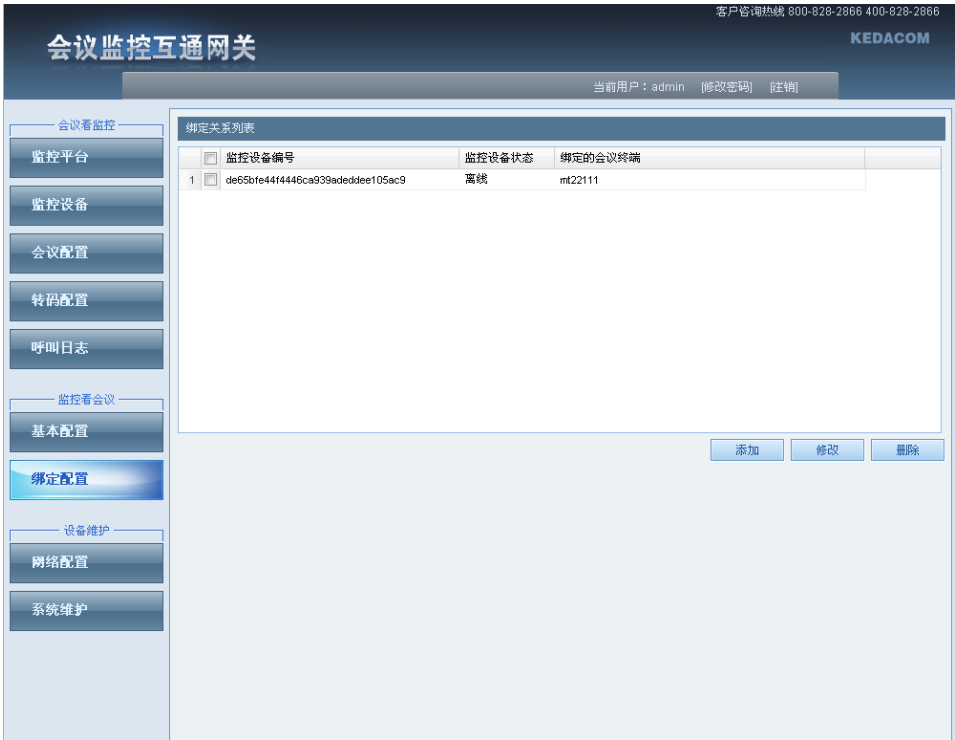 客户咨询热线 800-828-2866 400-828-2866
会议监控互通网关
KEDACOM
当前用户：admin [修改密码] [注销]
会议看监控
监控平台
监控设备
会议配置
转码配置
呼叫日志
监控看会议
基本配置
绑定配置
设备维护
网络配置
系统维护
绑定关系列表
监控设备编号 监控设备状态 绑定的会议终端
1 de65bfe44f4446ca939adeddee105ac9 离线 mt22111
添加 修改 删除